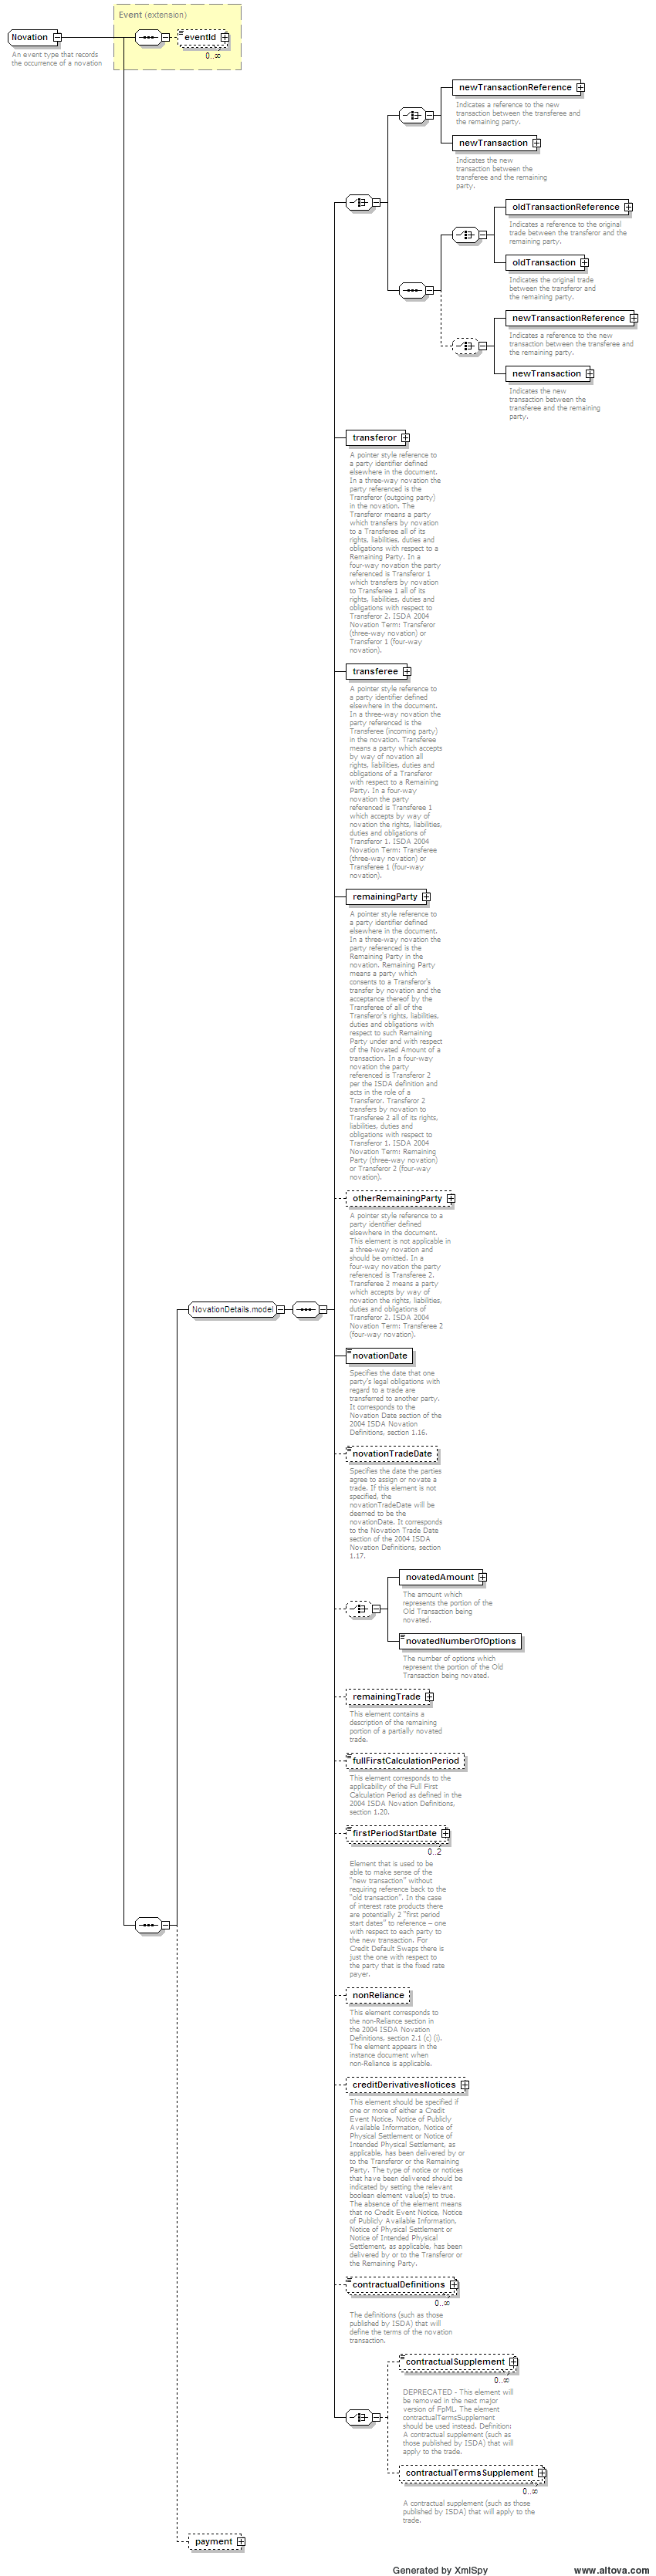 Event (extension)
Novation
An event type that records
the occurrence of a novation
eventId
0..∞
newTransactionReference
Indicates a reference to the new
transaction between the transferee and
the remaining party.
newTransaction
Indicates the new
transaction between the
transferee and the remaining
party.
oldTransactionReference
Indicates a reference to the original
trade between the transferor and the
remaining party.
oldTransaction
Indicates the original trade
between the transferor and
the remaining party.
newTransactionReference
Indicates a reference to the new
transaction between the transferee and
the remaining party.
newTransaction
Indicates the new
transaction between the
transferee and the remaining
party.
transferor
A pointer style reference to
a party identifier defined
elsewhere in the document.
In a three-way novation the
party referenced is the
Transferor (outgoing party)
in the novation. The
Transferor means a party
which transfers by novation
to a Transferee all of its
rights, liabilities, duties and
obligations with respect to a
Remaining Party. In a
four-way novation the party
referenced is Transferor 1
which transfers by novation
to Transferee 1 all of its
rights, liabilities, duties and
obligations with respect to
Transferor 2. ISDA 2004
Novation Term: Transferor
(three-way novation) or
Transferor 1 (four-way
novation).
transferee
A pointer style reference to
a party identifier defined
elsewhere in the document.
In a three-way novation the
party referenced is the
Transferee (incoming party)
in the novation. Transferee
means a party which accepts
by way of novation all
rights, liabilities, duties and
obligations of a Transferor
with respect to a Remaining
Party. In a four-way
novation the party
referenced is Transferee 1
which accepts by way of
novation the rights, liabilities,
duties and obligations of
Transferor 1. ISDA 2004
Novation Term: Transferee
(three-way novation) or
Transferee 1 (four-way
novation).
remainingParty
A pointer style reference to
a party identifier defined
elsewhere in the document.
In a three-way novation the
party referenced is the
Remaining Party in the
novation. Remaining Party
means a party which
consents to a Transferor's
transfer by novation and the
acceptance thereof by the
Transferee of all of the
Transferor's rights, liabilities,
duties and obligations with
respect to such Remaining
Party under and with respect
of the Novated Amount of a
transaction. In a four-way
novation the party
referenced is Transferor 2
per the ISDA definition and
acts in the role of a
Transferor. Transferor 2
transfers by novation to
Transferee 2 all of its rights,
liabilities, duties and
obligations with respect to
Transferor 1. ISDA 2004
Novation Term: Remaining
Party (three-way novation)
or Transferor 2 (four-way
novation).
otherRemainingParty
A pointer style reference to a
party identifier defined
elsewhere in the document.
This element is not applicable in
a three-way novation and
should be omitted. In a
four-way novation the party
referenced is Transferee 2.
Transferee 2 means a party
which accepts by way of
novation the rights, liabilities,
duties and obligations of
Transferor 2. ISDA 2004
Novation Term: Transferee 2
(four-way novation).
NovationDetails.model
novationDate
Specifies the date that one
party's legal obligations with
regard to a trade are
transferred to another party.
It corresponds to the
Novation Date section of the
2004 ISDA Novation
Definitions, section 1.16.
novationTradeDate
Specifies the date the parties
agree to assign or novate a
trade. If this element is not
specified, the
novationTradeDate will be
deemed to be the
novationDate. It corresponds
to the Novation Trade Date
section of the 2004 ISDA
Novation Definitions, section
1.17.
novatedAmount
The amount which
represents the portion of the
Old Transaction being
novated.
novatedNumberOfOptions
The number of options which
represent the portion of the Old
Transaction being novated.
remainingTrade
This element contains a
description of the remaining
portion of a partially novated
trade.
fullFirstCalculationPeriod
This element corresponds to the
applicability of the Full First
Calculation Period as defined in the
2004 ISDA Novation Definitions,
section 1.20.
firstPeriodStartDate
0..2
Element that is used to be
able to make sense of the
"new transaction" without
requiring reference back to the
"old transaction". In the case
of interest rate products there
are potentially 2 "first period
start dates" to reference – one
with respect to each party to
the new transaction. For
Credit Default Swaps there is
just the one with respect to
the party that is the fixed rate
payer.
nonReliance
This element corresponds to
the non-Reliance section in
the 2004 ISDA Novation
Definitions, section 2.1 (c) (i).
The element appears in the
instance document when
non-Reliance is applicable.
creditDerivativesNotices
This element should be specified if
one or more of either a Credit
Event Notice, Notice of Publicly
Available Information, Notice of
Physical Settlement or Notice of
Intended Physical Settlement, as
applicable, has been delivered by or
to the Transferor or the Remaining
Party. The type of notice or notices
that have been delivered should be
indicated by setting the relevant
boolean element value(s) to true.
The absence of the element means
that no Credit Event Notice, Notice
of Publicly Available Information,
Notice of Physical Settlement or
Notice of Intended Physical
Settlement, as applicable, has been
delivered by or to the Transferor or
the Remaining Party.
contractualDefinitions
0..∞
The definitions (such as those
published by ISDA) that will
define the terms of the novation
transaction.
contractualSupplement
0..∞
DEPRECATED - This element will
be removed in the next major
version of FpML. The element
contractualTermsSupplement
should be used instead. Definition:
A contractual supplement (such as
those published by ISDA) that will
apply to the trade.
contractualTermsSupplement
0..∞
A contractual supplement (such as those
published by ISDA) that will apply to the
trade.
payment
Generated by XmlSpy
www.altova.com